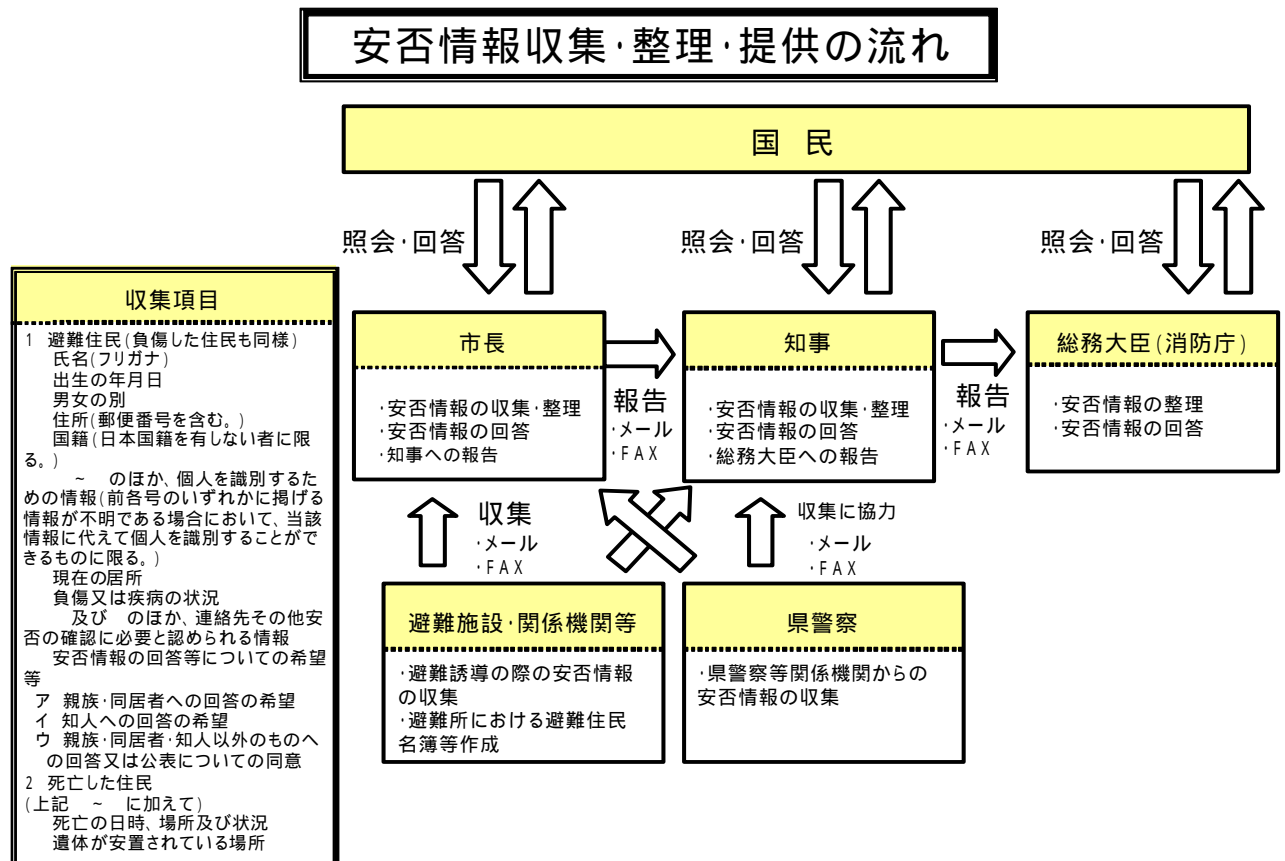 安否情報収集・整理・提供の流れ
国 民
照会・回答
照会・回答
照会・回答
収集項目
1 避難住民(負傷した住民も同様)
氏名(フリガナ)
出生の年月日
男女の別
住所(郵便番号を含む。)
国籍(日本国籍を有しない者に限
る。)
~ のほか、個人を識別するた
めの情報(前各号のいずれかに掲げる
情報が不明である場合において、当該
情報に代えて個人を識別することがで
きるものに限る。)
現在の居所
負傷又は疾病の状況
及び のほか、連絡先その他安
否の確認に必要と認められる情報
安否情報の回答等についての希望
等
ア 親族・同居者への回答の希望
イ 知人への回答の希望
ウ 親族・同居者・知人以外のものへ
の回答又は公表についての同意
2 死亡した住民
(上記 ~ に加えて)
死亡の日時、場所及び状況
遺体が安置されている場所
市長
・安否情報の収集・整理
・安否情報の回答
・知事への報告
報告
・メール
・FAX
知事
・安否情報の収集・整理
・安否情報の回答
・総務大臣への報告
報告
・メール
・FAX
総務大臣(消防庁)
・安否情報の整理
・安否情報の回答
収集
・メール
・FAX
収集に協力
・メール
・FAX
避難施設・関係機関等
・避難誘導の際の安否情報
の収集
・避難所における避難住民
名簿等作成
県警察
・県警察等関係機関からの
安否情報の収集